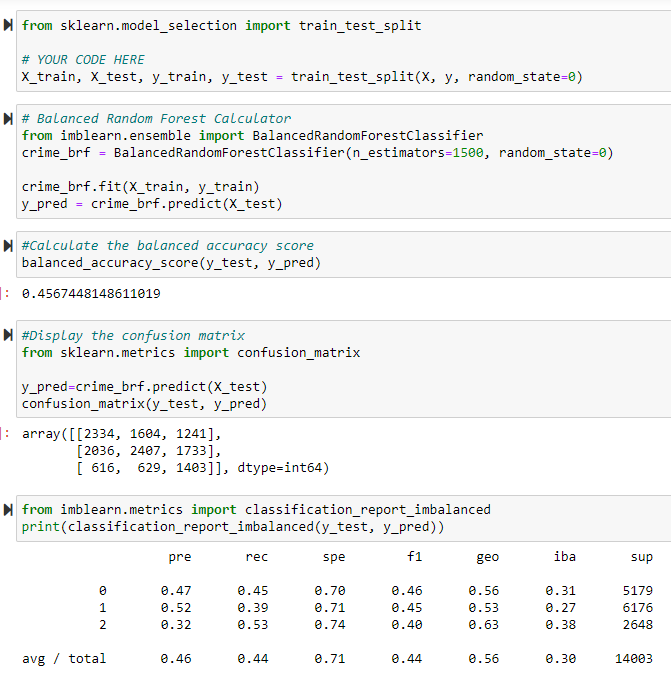 from sklearn.model_selection import train_test_split
# YOUR CODE HERE
X_train, X_test, y_train, y_test = train_test_split(X, y, random_state=0)
# Balanced Random Forest Calculator
from imblearn.ensemble import BalancedRandomForestClassifier
crime_brf = BalancedRandomForestClassifier(n_estimators=1500, random_state=0)
crime_brf.fit(X_train, y_train)
y_pred = crime_brf.predict(X_test)
#Calculate the balanced accuracy score
balanced_accuracy_score(y_test, y_pred)
]: 0.4567448148611019
#Display the confusion matrix
from sklearn.metrics import confusion_matrix
y_pred=crime_brf.predict(X_test)
confusion_matrix(y_test, y_pred)
]: array([[2334, 1604, 1241],
[2036, 2407, 1733],
[ 616,  629, 1403]], dtype=int64)
from imblearn.metrics import classification_report_imbalanced
print(classification_report_imbalanced(y_test, y_pred))
pre rec spe f1 geo iba sup
0 0.47 0.45 0.70 0.46 0.56 0.31 5179
1 0.52 0.39 0.71 0.45 0.53 0.27 6176
2 0.32 0.53 0.74 0.40 0.63 0.38 2648
avg / total 0.46 0.44 0.71 0.44 0.56 0.30 14003